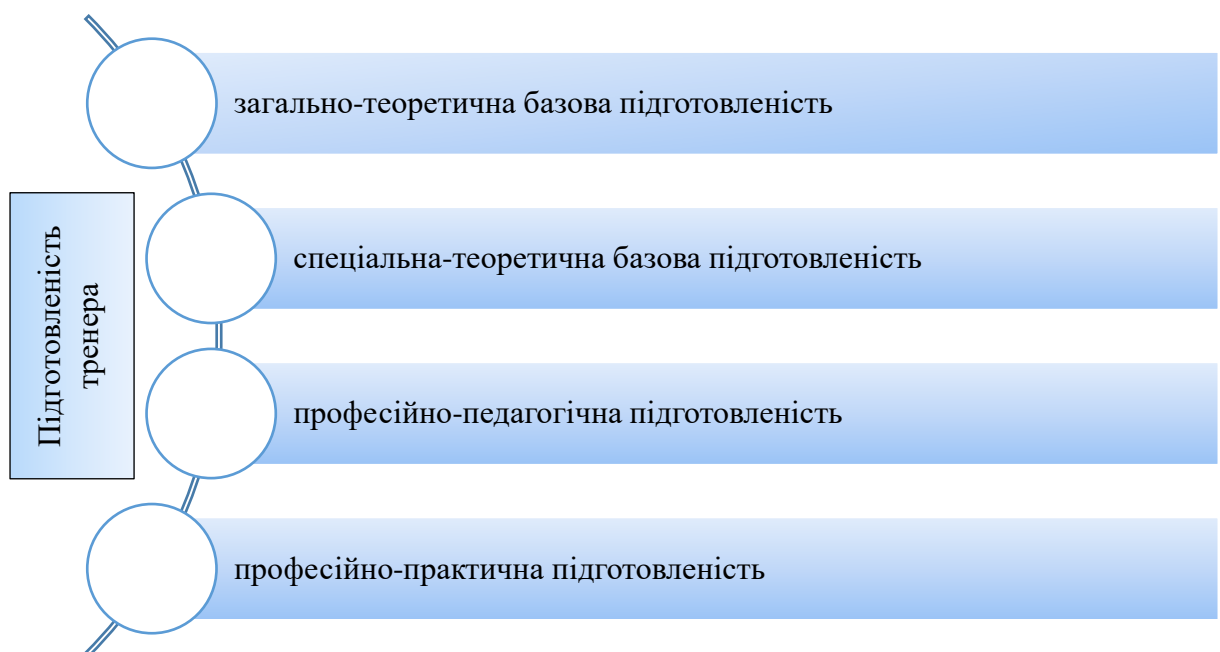 Підготовленість
тренера
загально-теоретична базова підготовленість
спеціальна-теоретична базова підготовленість
професійно-педагогічна підготовленість
професійно-практична підготовленість